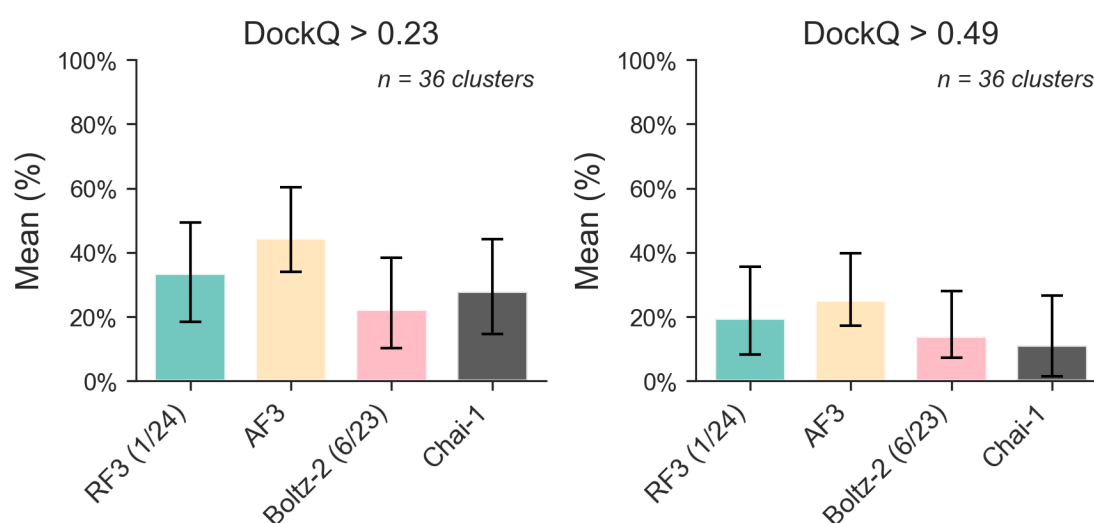 DockQ > 0.23
n = 36 clusters
Mean (%)
100%
80%
60%
40%
20%
0%
RF3 (1/24)
AF3
Boltz-2 (6/23)
Chai-1
DockQ > 0.49
n = 36 clusters
Mean (%)
100%
80%
60%
40%
20%
0%
RF3 (1/24)
AF3
Boltz-2 (6/23)
Chai-1